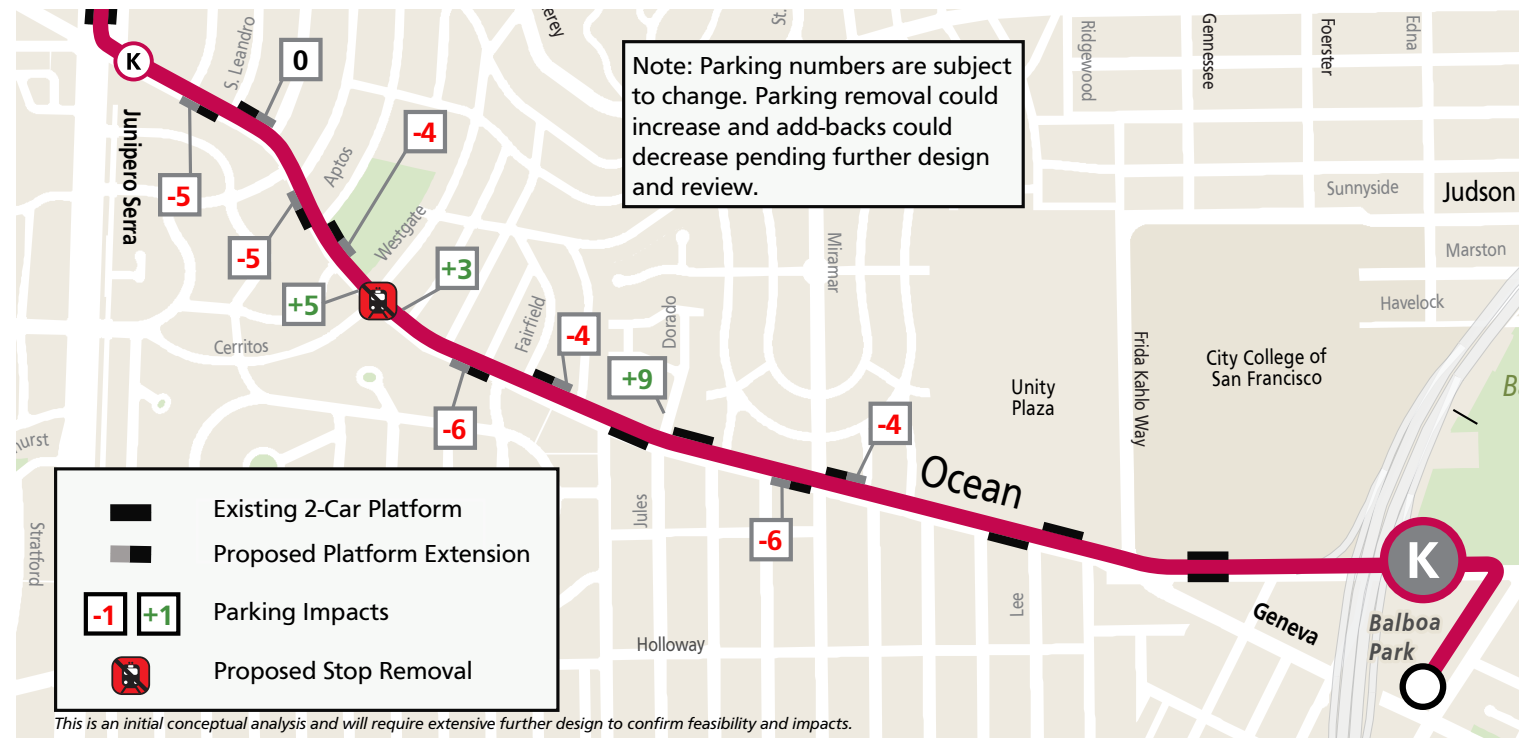 erey
St.
Ridgewood
Gennessee
Foerster
Edna
K
S. Leandro
0
Note: Parking numbers are subject
to change. Parking removal could
increase and add-backs could
decrease pending further design
and review.
Junipero Serra
-4
Aptos
-5
Sunnyside
Judson
Westgate
-5
Miramar
Marston
+3
+5
Havelock
Cerritos
Fairfield
-4
Dorado
+9
Frida Kahlo Way
City College of
San Francisco
Unity
Plaza
B
-6
-4
hurst
Ocean
Existing 2-Car Platform
Proposed Platform Extension
-1 +1 Parking Impacts
Proposed Stop Removal
Stratford
Jules
-6
K
Lee
Geneva
Balboa
Park
Holloway
This is an initial conceptual analysis and will require extensive further design to confirm feasibility and impacts.